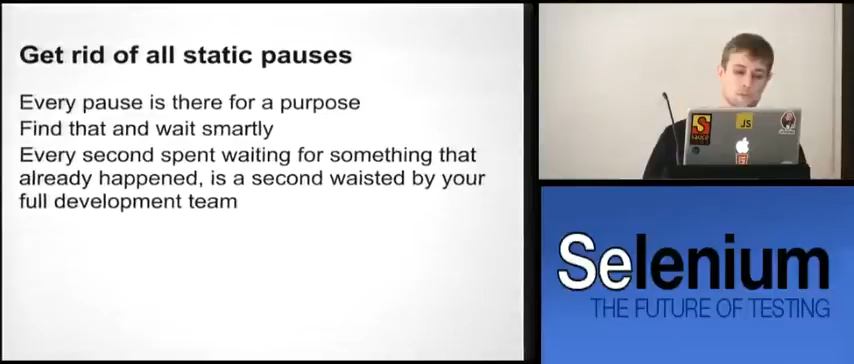 Get rid of all static pauses
Every pause is there for a purpose
Find that and wait smartly
Every second spent waiting for something that
already happened, is a second waisted by your
full development team
JS
Selenium
THE FUTURE OF TESTING